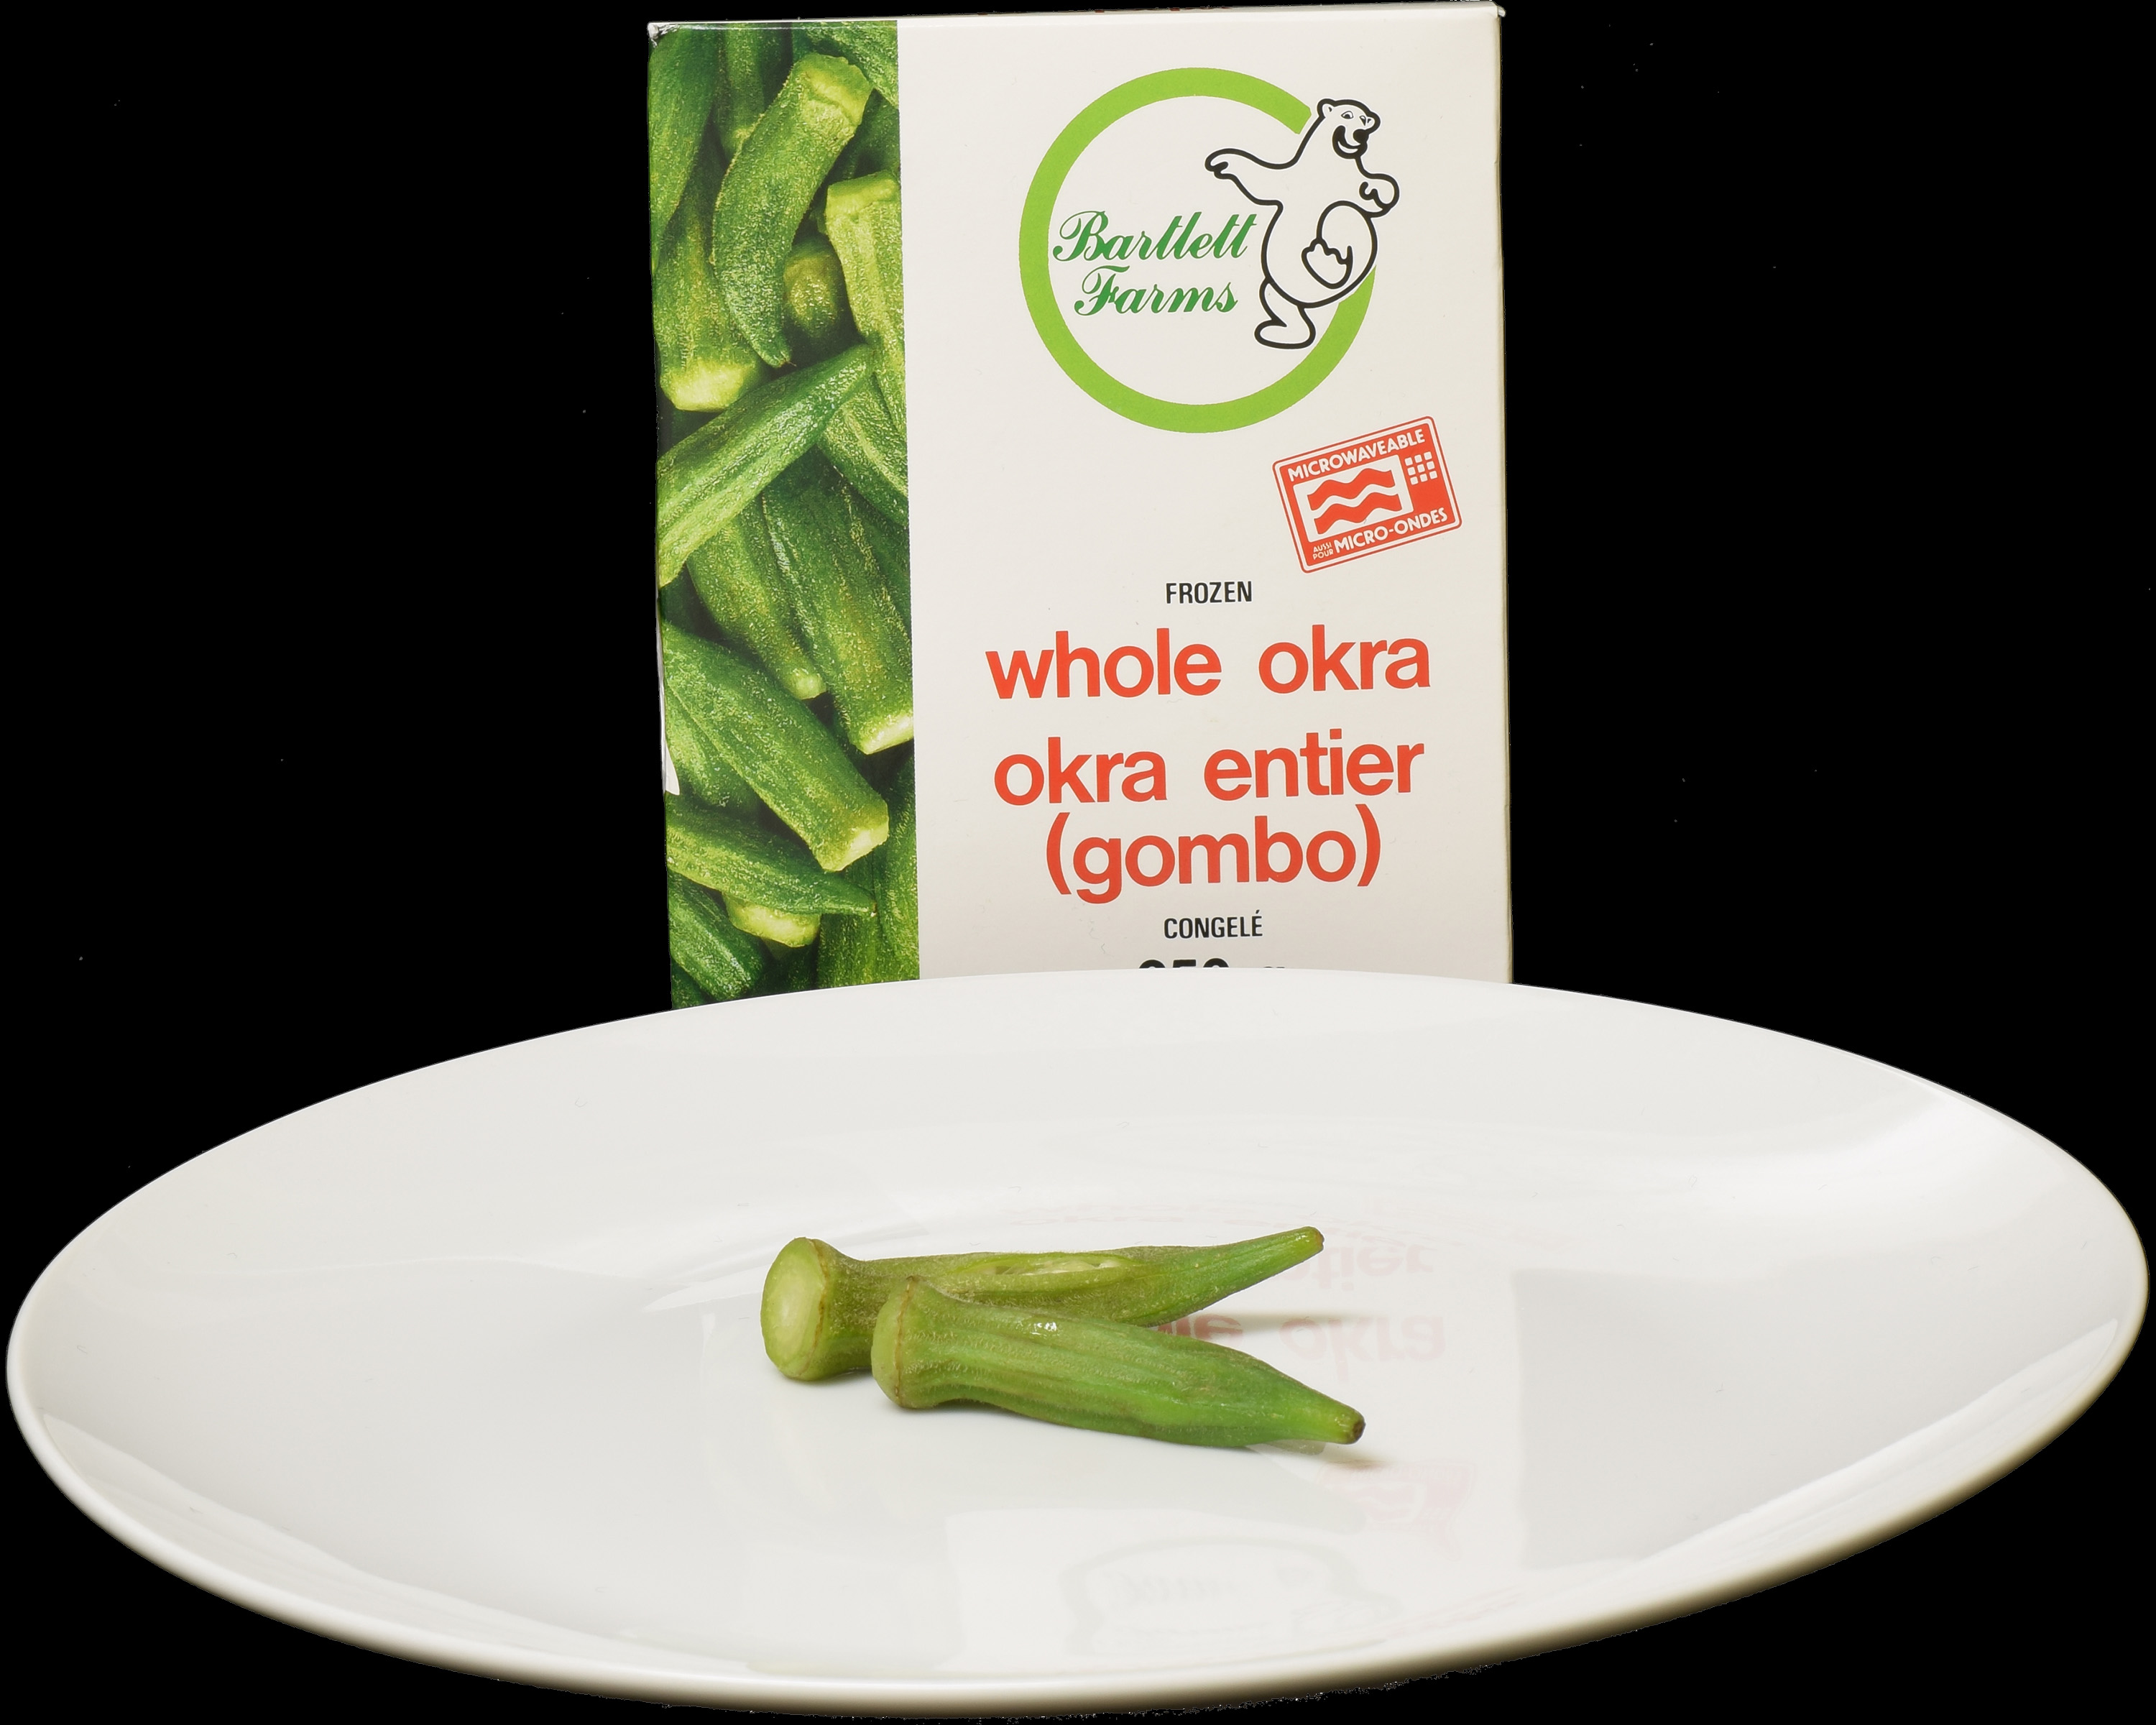 Bartlett
Farms
MICROWAVEABLE
AUSSI
POUR MICRO-ONDES
FROZEN
whole okra
okra entier
(gombo)
CONGELÉ